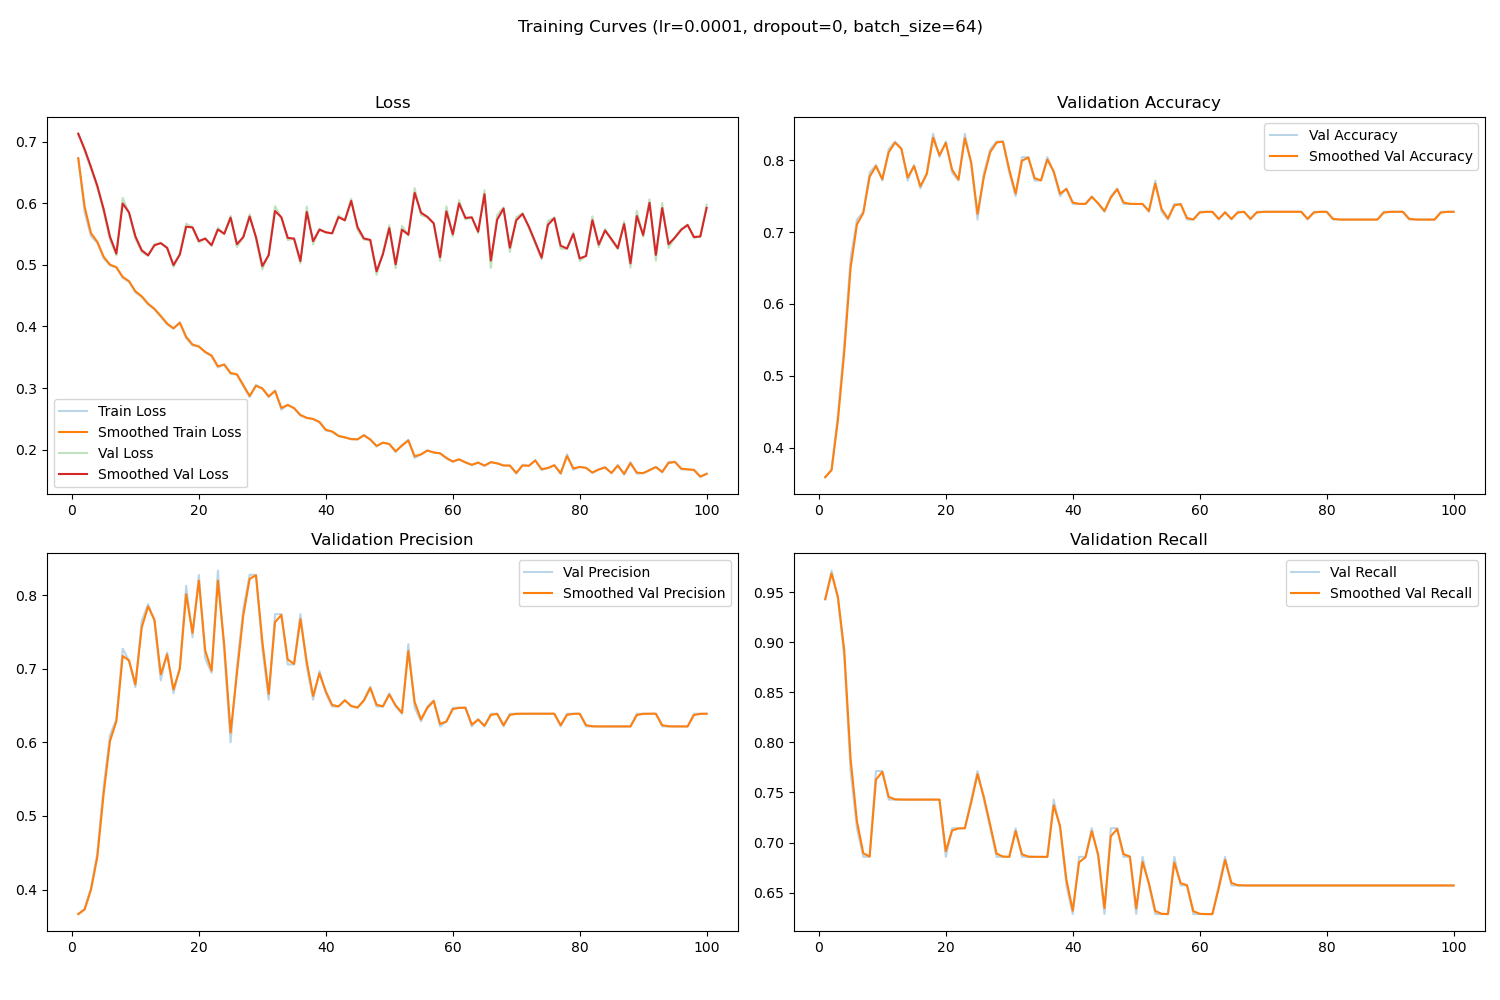 Training Curves (lr=0.0001, dropout=0, batch_size=64)
Loss
0.7
0.6
0.5
0.4
0.3
0.2
Train Loss
Smoothed Train Loss
Val Loss
Smoothed Val Loss
0 20 40 60 80 100
Validation Accuracy
0.8
0.7
0.6
0.5
0.4
Val Accuracy
Smoothed Val Accuracy
0 20 40 60 80 100
Validation Precision
0.8
0.7
0.6
0.5
0.4
Val Precision
Smoothed Val Precision
0 20 40 60 80 100
Validation Recall
0.95
0.90
0.85
0.80
0.75
0.70
0.65
Val Recall
Smoothed Val Recall
0 20 40 60 80 100